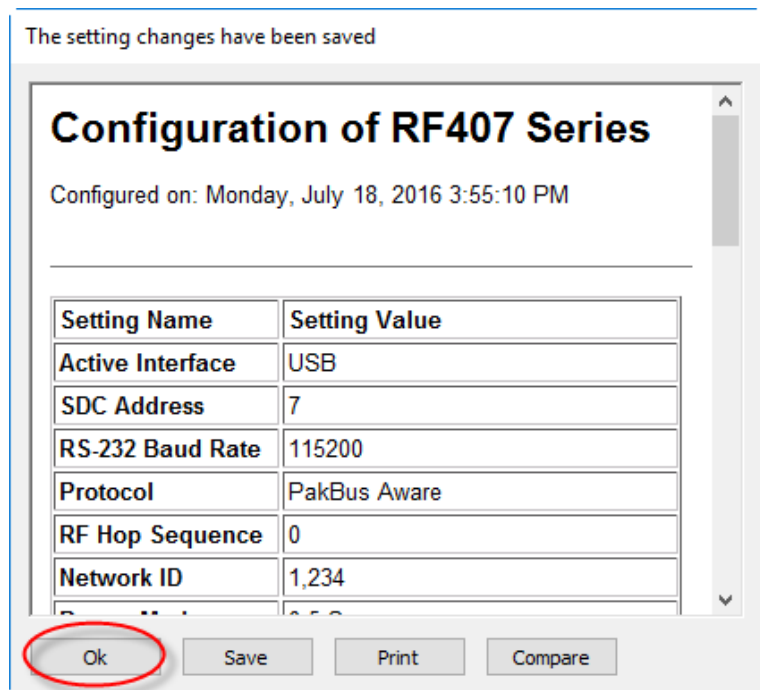 The setting changes have been saved
Configuration of RF407 Series
Configured on: Monday, July 18, 2016 3:55:10 PM
Setting Name Setting Value
Active Interface USB
SDC Address 7
RS-232 Baud Rate 115200
Protocol PakBus Aware
RF Hop Sequence 0
Network ID 1,234
Ok Save Print Compare